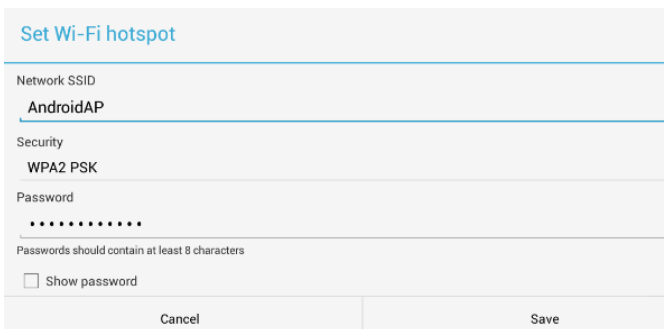 Set Wi-Fi hotspot
Network SSID
AndroidAP
Security
WPA2 PSK
Password
••••••••••••
Passwords should contain at least 8 characters
Show password
Cancel Save